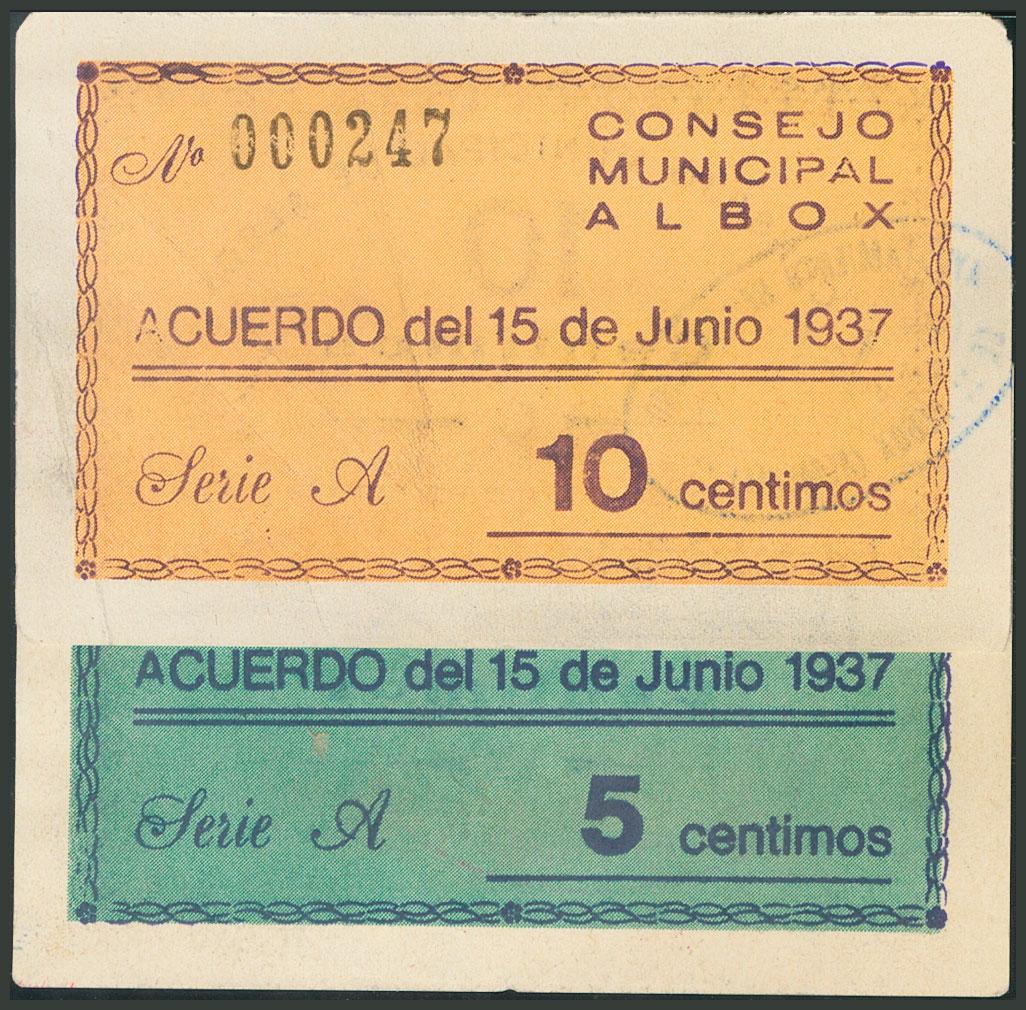 No 000247
CONSEJO
MUNICIPAL
ALBOX
ACUERDO del 15 de Junio 1937
Serie A
10 centimos
ACUERDO del 15 de Junio 1937
Serie A
5 centimos